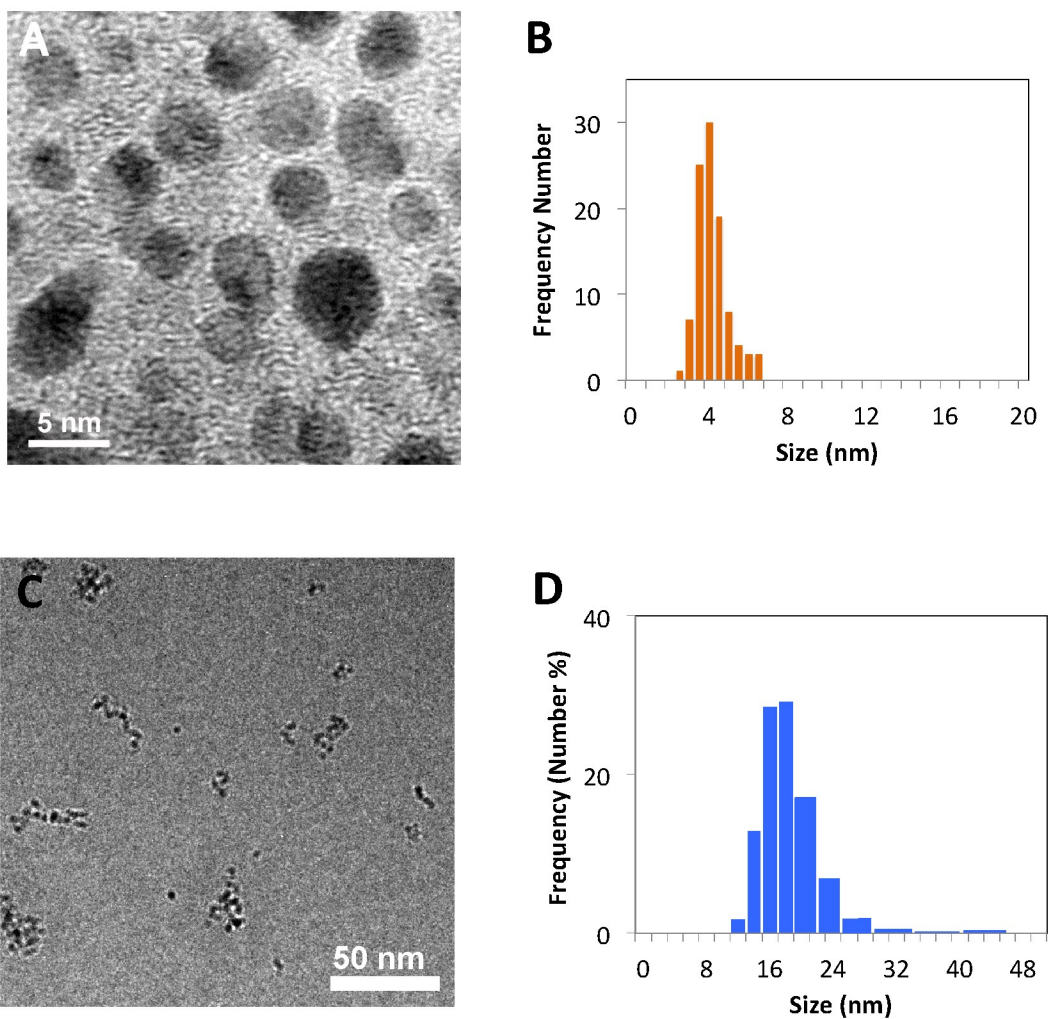 A
5 nm
B
Frequency Number
30
20
10
0
0 4 8 12 16 20
Size (nm)
C
50 nm
D
Frequency (Number %)
40
20
0
0 8 16 24 32 40 48
Size (nm)